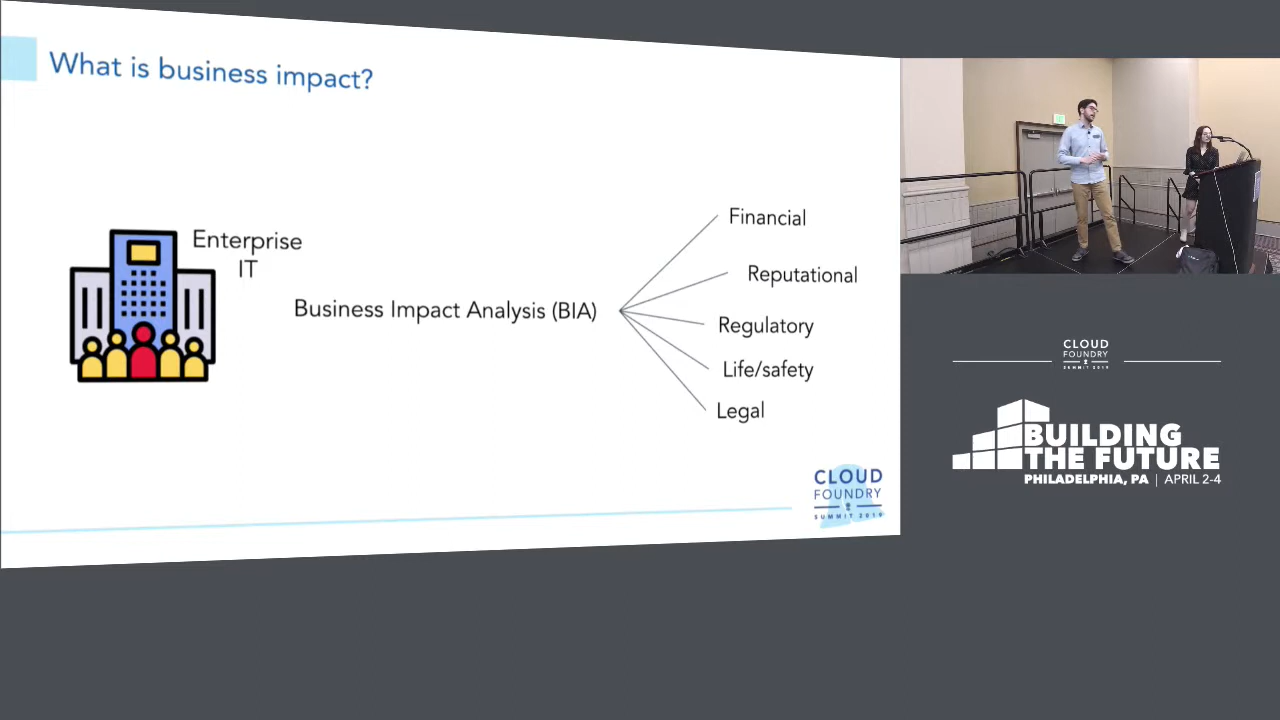 What is business impact?
Enterprise
IT
Business Impact Analysis (BIA)
Financial
Reputational
Regulatory
Life/safety
Legal
CLOUD
FOUNDRY
SUMMIT 2019
CLOUD
FOUNDRY
SUMMIT 2019
BUILDING
THE FUTURE
PHILADELPHIA, PA | APRIL 2-4